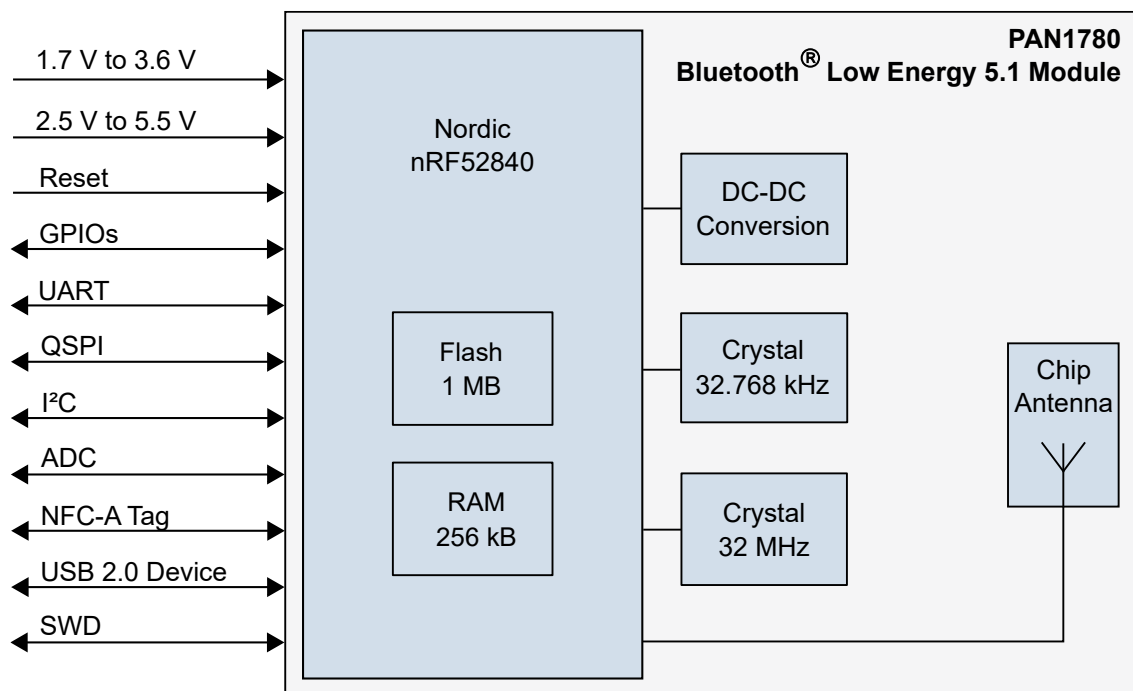 PAN1780
Bluetooth® Low Energy 5.1 Module
1.7 V to 3.6 V
2.5 V to 5.5 V
Reset
GPIOs
UART
QSPI
I²C
ADC
NFC-A Tag
USB 2.0 Device
SWD
Nordic
nRF52840
Flash
1 MB
RAM
256 kB
DC-DC
Conversion
Crystal
32.768 kHz
Crystal
32 MHz
Chip
Antenna